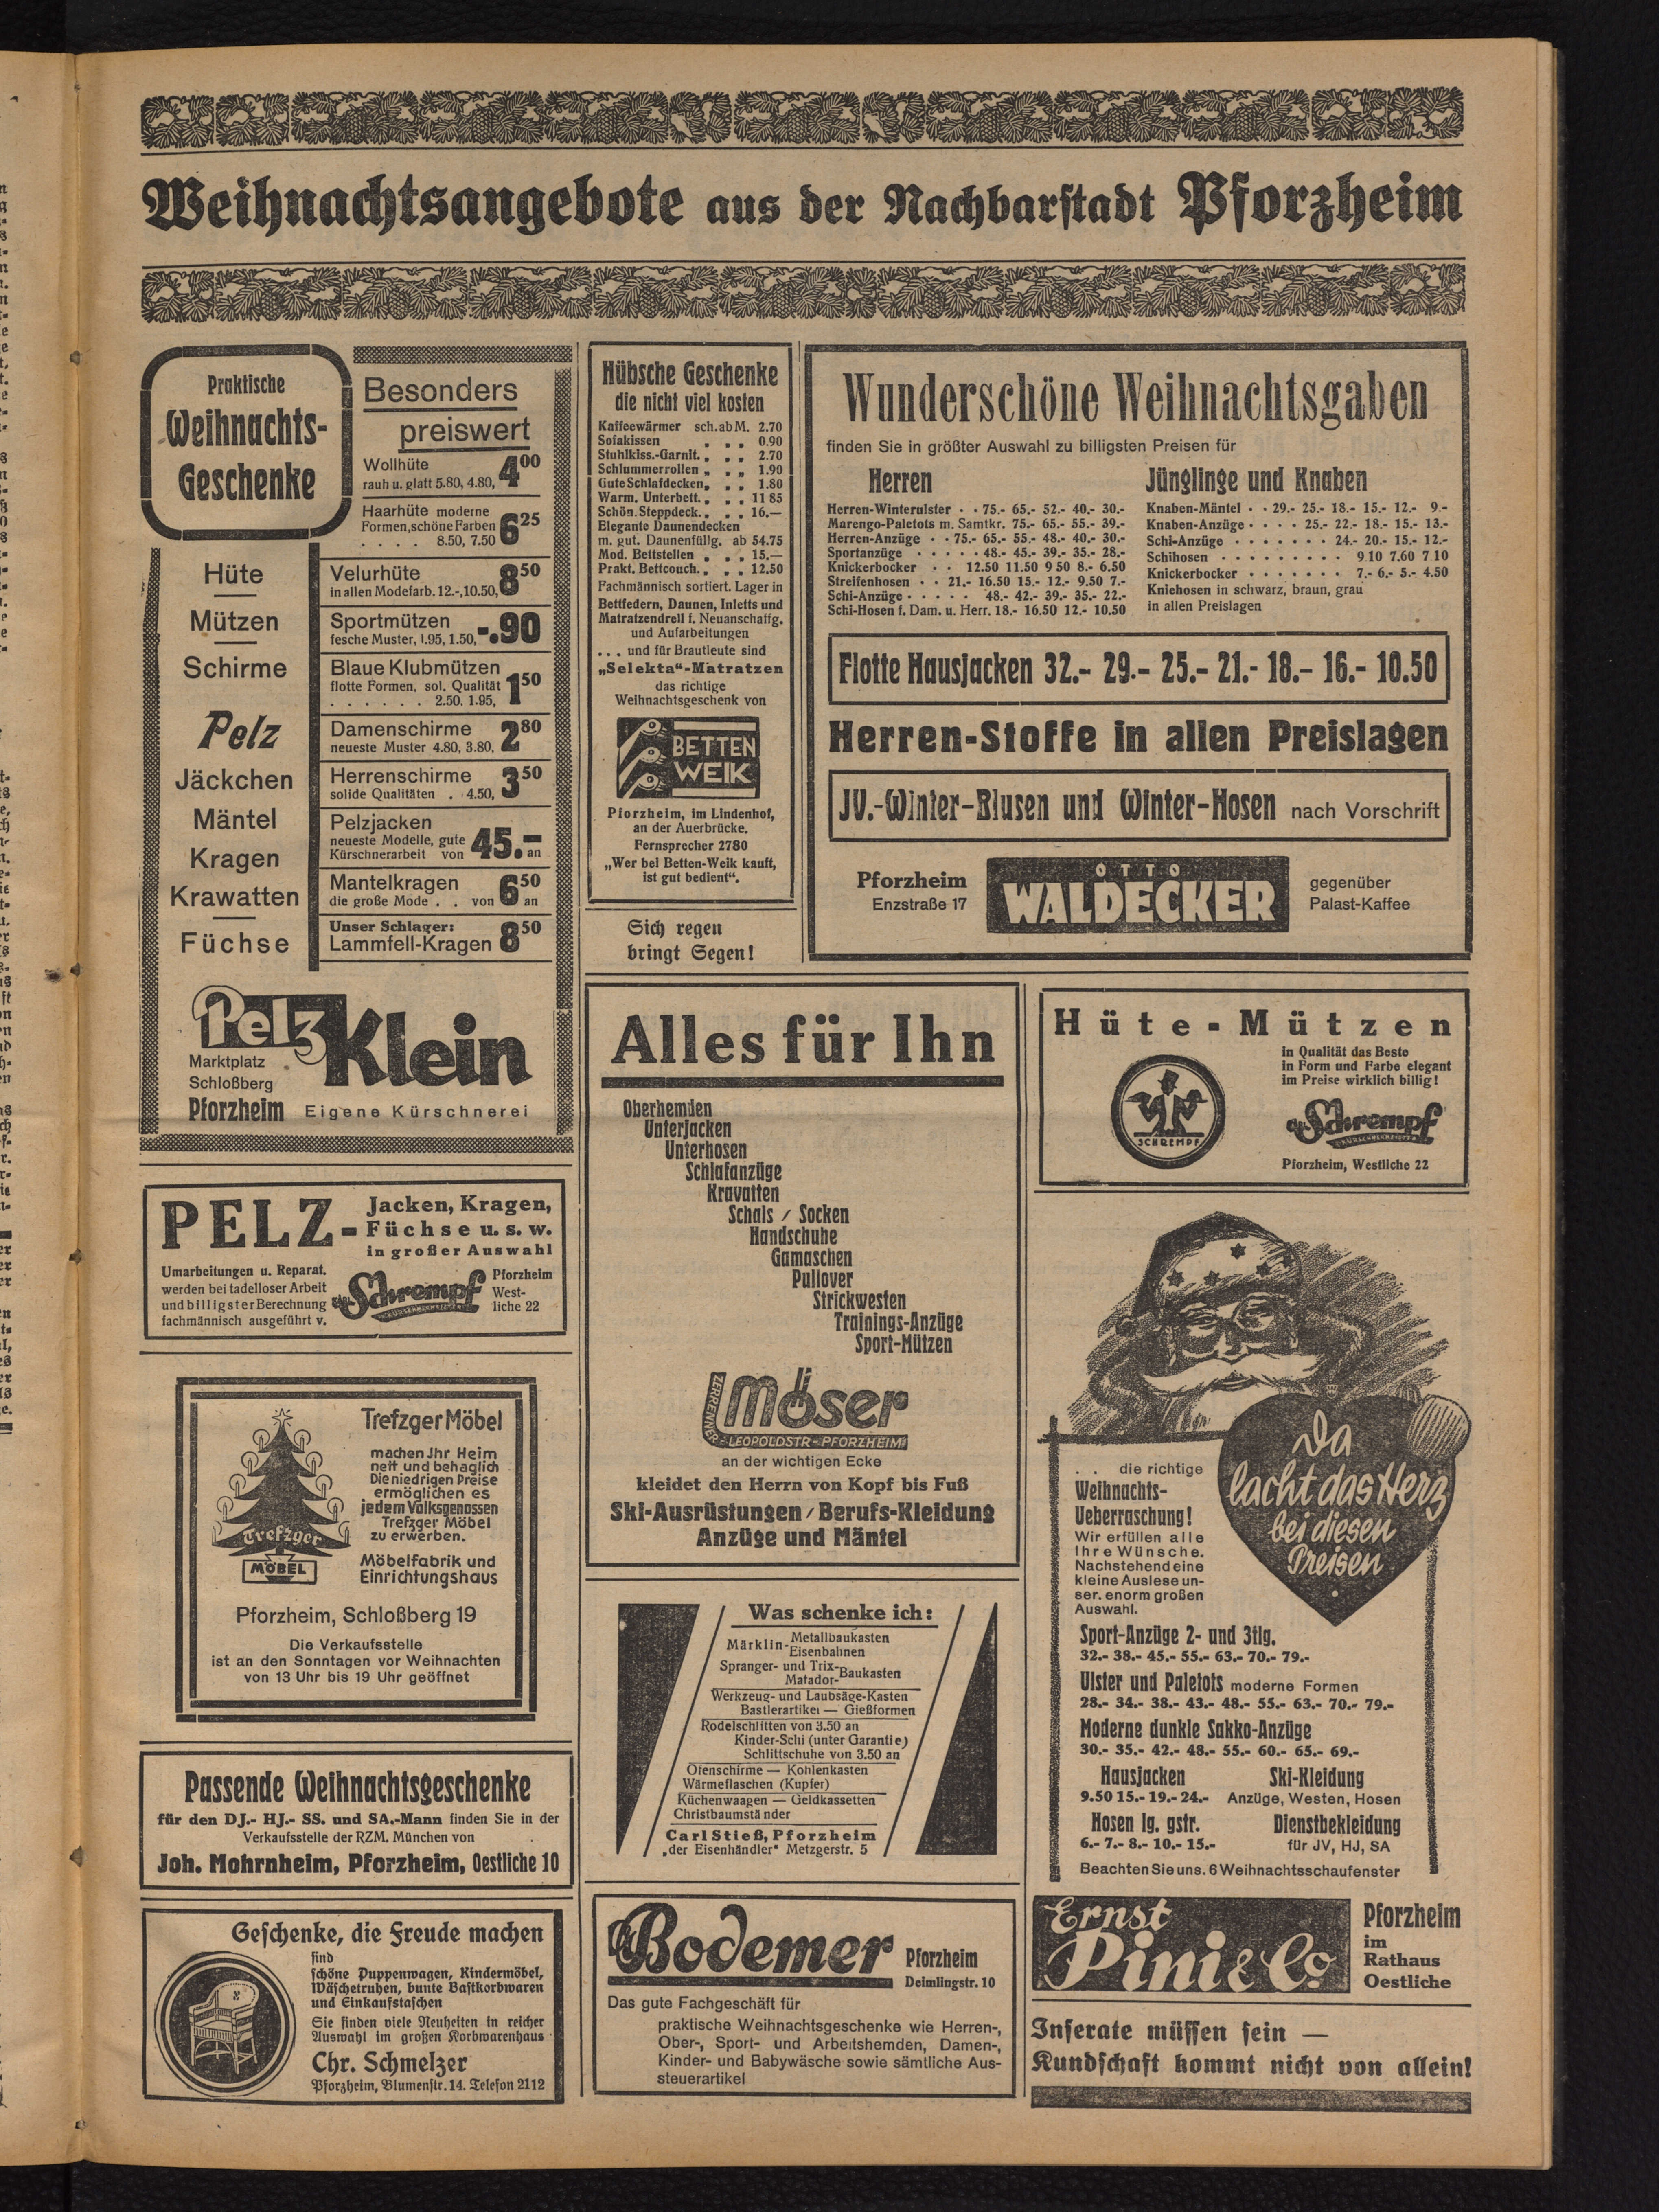 Weihnachtsangebote aus der Nachbarstadt Pforzheim
Praktische
Weihnachts-
Geschenke
Hüte
Mützen
Schirme
Pelz
Jäckchen
Mäntel
Kragen
Krawatten
Füchse
Besonders
preiswert
Wollhüte
rauh u. glatt 5.80, 4.80, 4⁰⁰
Haarhüte moderne
Formen, schöne Farben
. . . . 8.50, 7.50 6²⁵
Velurhüte
in allen Modefarb. 12.-, 10.50, 8⁵⁰
Sportmützen
fesche Muster, 1.95, 1.50, -.90
Blaue Klubmützen
flotte Formen, sol. Qualität
. . . . . . 2.50, 1.95, 1⁵⁰
Damenschirme
neueste Muster 4.80, 3.80, 2⁸⁰
Herrenschirme
solide Qualitäten . 4.50, 3⁵⁰
Pelzjacken
neueste Modelle, gute
Kürschnerarbeit von 45.- an
Mantelkragen
die große Mode . . von 6⁵⁰ an
Unser Schlager:
Lammfell-Kragen 8⁵⁰
Pelz Klein
Marktplatz
Schloßberg
Pforzheim Eigene Kürschnerei
PELZ- Jacken, Kragen,
Füchse u. s. w.
in großer Auswahl
Umarbeitungen u. Reparat.
werden bei tadelloser Arbeit
und billigster Berechnung
fachmännisch ausgeführt v.
Schrempf
Pforzheim
West-
liche 22
Trefzger Möbel
machen Jhr Heim
nett und behaglich
Die niedrigen Preise
ermöglichen es
jedem Volksgenossen
Trefzger Möbel
zu erwerben.
Möbelfabrik und
Einrichtungshaus
Trefzger
MÖBEL
Pforzheim, Schloßberg 19
Die Verkaufsstelle
ist an den Sonntagen vor Weihnachten
von 13 Uhr bis 19 Uhr geöffnet
Passende Weihnachtsgeschenke
für den DJ.- HJ.- SS. und SA.-Mann finden Sie in der
Verkaufsstelle der RZM. München von
Joh. Mohrnheim, Pforzheim, Oestliche 10
Geschenke, die Freude machen
sind
schöne Puppenwagen, Kindermöbel,
Wäschetruhen, bunte Bastkorbwaren
und Einkaufstaschen
Sie finden viele Neuheiten in reicher
Auswahl im großen Korbwarenhaus
Chr. Schmelzer
Pforzheim, Blumenstr. 14. Telefon 2112
Hübsche Geschenke
die nicht viel kosten
Kaffeewärmer sch. ab M. 2.70
Sofakissen . . . 0.90
Stuhlkiss.-Garnit. . . . 2.70
Schlummerrollen . . . 1.90
Gute Schlafdecken, . . 1.80
Warm. Unterbett. . . . 11 85
Schön. Steppdeck. . . . 16.—
Elegante Daunendecken
m. gut. Daunenfüllg. ab 54.75
Mod. Bettstellen . . . 15.—
Prakt. Bettcouch. . . . 12.50
Fachmännisch sortiert. Lager in
Bettfedern, Daunen, Inletts und
Matratzendrell f. Neuanschaffg.
und Aufarbeitungen
. . . und für Brautleute sind
„Selekta“-Matratzen
das richtige
Weihnachtsgeschenk von
BETTEN
WEIK
Pforzheim, im Lindenhof,
an der Auerbrücke.
Fernsprecher 2780
„Wer bei Betten-Weik kauft,
ist gut bedient“.
Sich regen
bringt Segen!
Wunderschöne Weihnachtsgaben
finden Sie in größter Auswahl zu billigsten Preisen für
Herren
Herren-Winterulster . . 75.- 65.- 52.- 40.- 30.-
Marengo-Paletots m. Samtkr. 75.- 65.- 55.- 39.-
Herren-Anzüge . . 75.- 65.- 55.- 48.- 40.- 30.-
Sportanzüge . . . . . 48.- 45.- 39.- 35.- 28.-
Knickerbocker . . 12.50 11.50 9 50 8.- 6.50
Streifenhosen . . 21.- 16.50 15.- 12.- 9.50 7.-
Schi-Anzüge . . . . . 48.- 42.- 39.- 35.- 22.-
Schi-Hosen f. Dam. u. Herr. 18.- 16.50 12.- 10.50
Jünglinge und Knaben
Knaben-Mäntel . . 29.- 25.- 18.- 15.- 12.- 9.-
Knaben-Anzüge . . . . 25.- 22.- 18.- 15.- 13.-
Schi-Anzüge . . . . . . . 24.- 20.- 15.- 12.-
Schihosen . . . . . . . . . 9.10 7.60 7 10
Knickerbocker . . . . . . . 7.- 6.- 5.- 4.50
Kniehosen in schwarz, braun, grau
in allen Preislagen
Flotte Hausjacken 32.- 29.- 25.- 21.- 18.- 16.- 10.50
Herren-Stoffe in allen Preislagen
JV.-Winter-Blusen und Winter-Hosen nach Vorschrift
Pforzheim
Enzstraße 17
OTTO
WALDECKER
gegenüber
Palast-Kaffee
Alles für Ihn
Oberhemden
Unterjacken
Unterhosen
Schlafanzüge
Kravatten
Schals / Socken
Handschuhe
Gamaschen
Pullover
Strickwesten
Trainings-Anzüge
Sport-Mützen
Möser
ZERRENNER-LEOPOLDSTR-PFORZHEIM
an der wichtigen Ecke
kleidet den Herrn von Kopf bis Fuß
Ski-Ausrüstungen / Berufs-Kleidung
Anzüge und Mäntel
Was schenke ich:
Märklin- Metallbaukasten
Eisenbahnen
Spranger- und Trix-
Matador- Baukasten
Werkzeug- und Laubsäge-Kasten
Bastlerartikel — Gießformen
Rodelschlitten von 3.50 an
Kinder-Schi (unter Garantie)
Schlittschuhe von 3.50 an
Ofenschirme — Kohlenkasten
Wärmeflaschen (Kupfer)
Küchenwaagen — Geldkassetten
Christbaumständer
Carl Stieß, Pforzheim
„der Eisenhändler“ Metzgerstr. 5
Bodemer
Pforzheim
Deimlingstr. 10
Das gute Fachgeschäft für
praktische Weihnachtsgeschenke wie Herren-,
Ober-, Sport- und Arbeitshemden, Damen-,
Kinder- und Babywäsche sowie sämtliche Aus-
steuerartikel
Hüte-Mützen
in Qualität das Beste
in Form und Farbe elegant
im Preise wirklich billig!
SCHREMPF
Schrempf
Pforzheim, Westliche 22
Da
lacht das Herz
bei diesen
Preisen
. . die richtige
Weihnachts-
Ueberraschung!
Wir erfüllen alle
Ihre Wünsche.
Nachstehend eine
kleine Auslese un-
ser. enorm großen
Auswahl.
Sport-Anzüge 2- und 3tlg.
32.- 38.- 45.- 55.- 63.- 70.- 79.-
Ulster und Paletots moderne Formen
28.- 34.- 38.- 43.- 48.- 55.- 63.- 70.- 79.-
Moderne dunkle Sakko-Anzüge
30.- 35.- 42.- 48.- 55.- 60.- 65.- 69.-
Hausjacken
9.50 15.- 19.- 24.-
Ski-Kleidung
Anzüge, Westen, Hosen
Hosen lg. gstr.
6.- 7.- 8.- 10.- 15.-
Dienstbekleidung
für JV, HJ, SA
Beachten Sie uns. 6 Weihnachtsschaufenster
Ernst
Pini & Co
Pforzheim
im
Rathaus
Oestliche
Inserate müssen sein —
Kundschaft kommt nicht von allein!